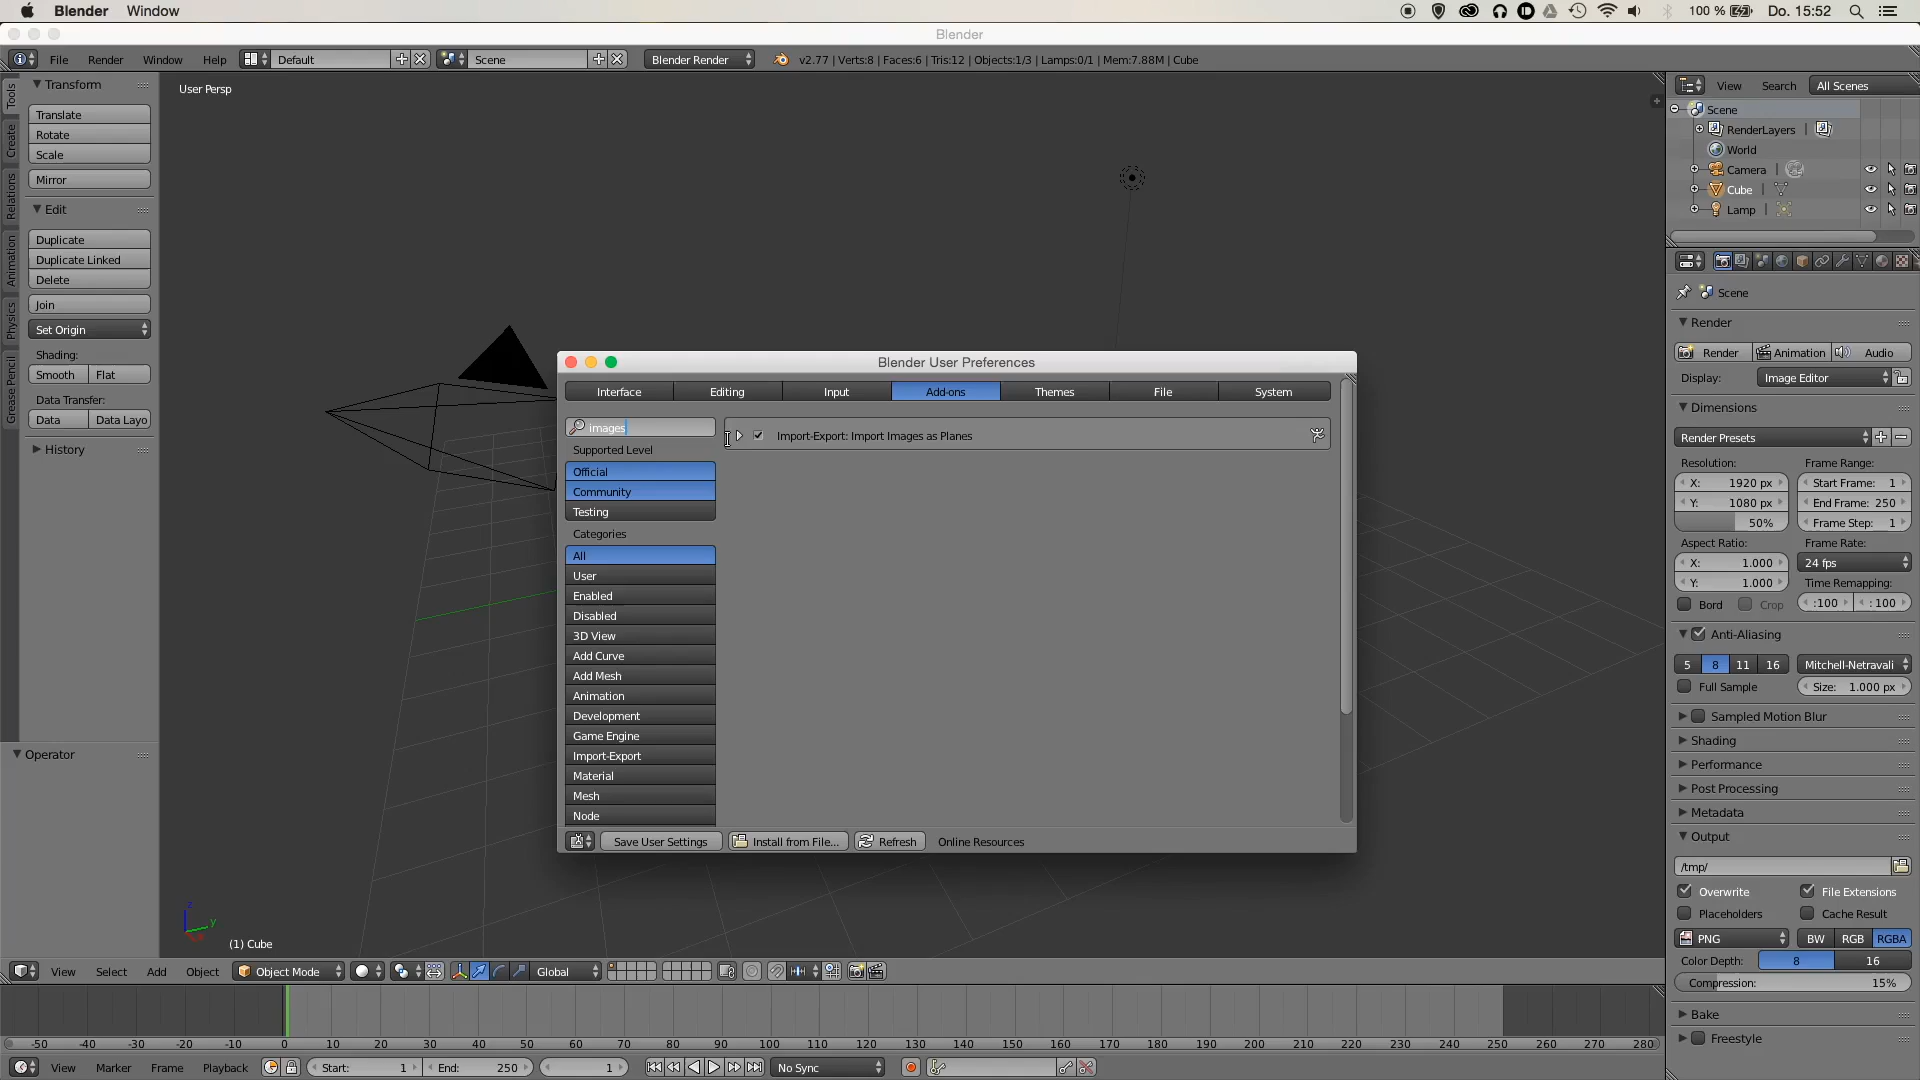 Blender Window
100 % Do. 15:52
Blender
File Render Window Help Default Scene Blender Render v2.77 | Verts:8 | Faces:6 | Tris:12 | Objects:1/3 | Lamps:0/1 | Mem:7.88M | Cube
Tools
Create
Relations
Animation
Physics
Grease Pencil
Transform
Translate
Rotate
Scale
Mirror
Edit
Duplicate
Duplicate Linked
Delete
Join
Set Origin
Shading:
Smooth Flat
Data Transfer:
Data Data Layo
History
Operator
User Persp
z
y
(1) Cube
Blender User Preferences
Interface Editing Input Add-ons Themes File System
images
Import-Export: Import Images as Planes
Supported Level
Official
Community
Testing
Categories
All
User
Enabled
Disabled
3D View
Add Curve
Add Mesh
Animation
Development
Game Engine
Import-Export
Material
Mesh
Node
Save User Settings Install from File... Refresh Online Resources
View Search All Scenes
Scene
RenderLayers |
World
Camera |
Cube |
Lamp |
Scene
Render
Render Animation Audio
Display: Image Editor
Dimensions
Render Presets
Resolution: Frame Range:
X: 1920 px Start Frame: 1
Y: 1080 px End Frame: 250
50% Frame Step: 1
Aspect Ratio: Frame Rate:
X: 1.000 24 fps
Y: 1.000 Time Remapping:
Bord Crop :100 : 100
Anti-Aliasing
5 8 11 16 Mitchell-Netravali
Full Sample Size: 1.000 px
Sampled Motion Blur
Shading
Performance
Post Processing
Metadata
Output
/tmp/
Overwrite File Extensions
Placeholders Cache Result
PNG BW RGB RGBA
Color Depth: 8 16
Compression: 15%
Bake
Freestyle
View Select Add Object Object Mode Global
-50 -40 -30 -20 -10 0 10 20 30 40 50 60 70 80 90 100 110 120 130 140 150 160 170 180 190 200 210 220 230 240 250 260 270 280
View Marker Frame Playback Start: 1 End: 250 1 No Sync